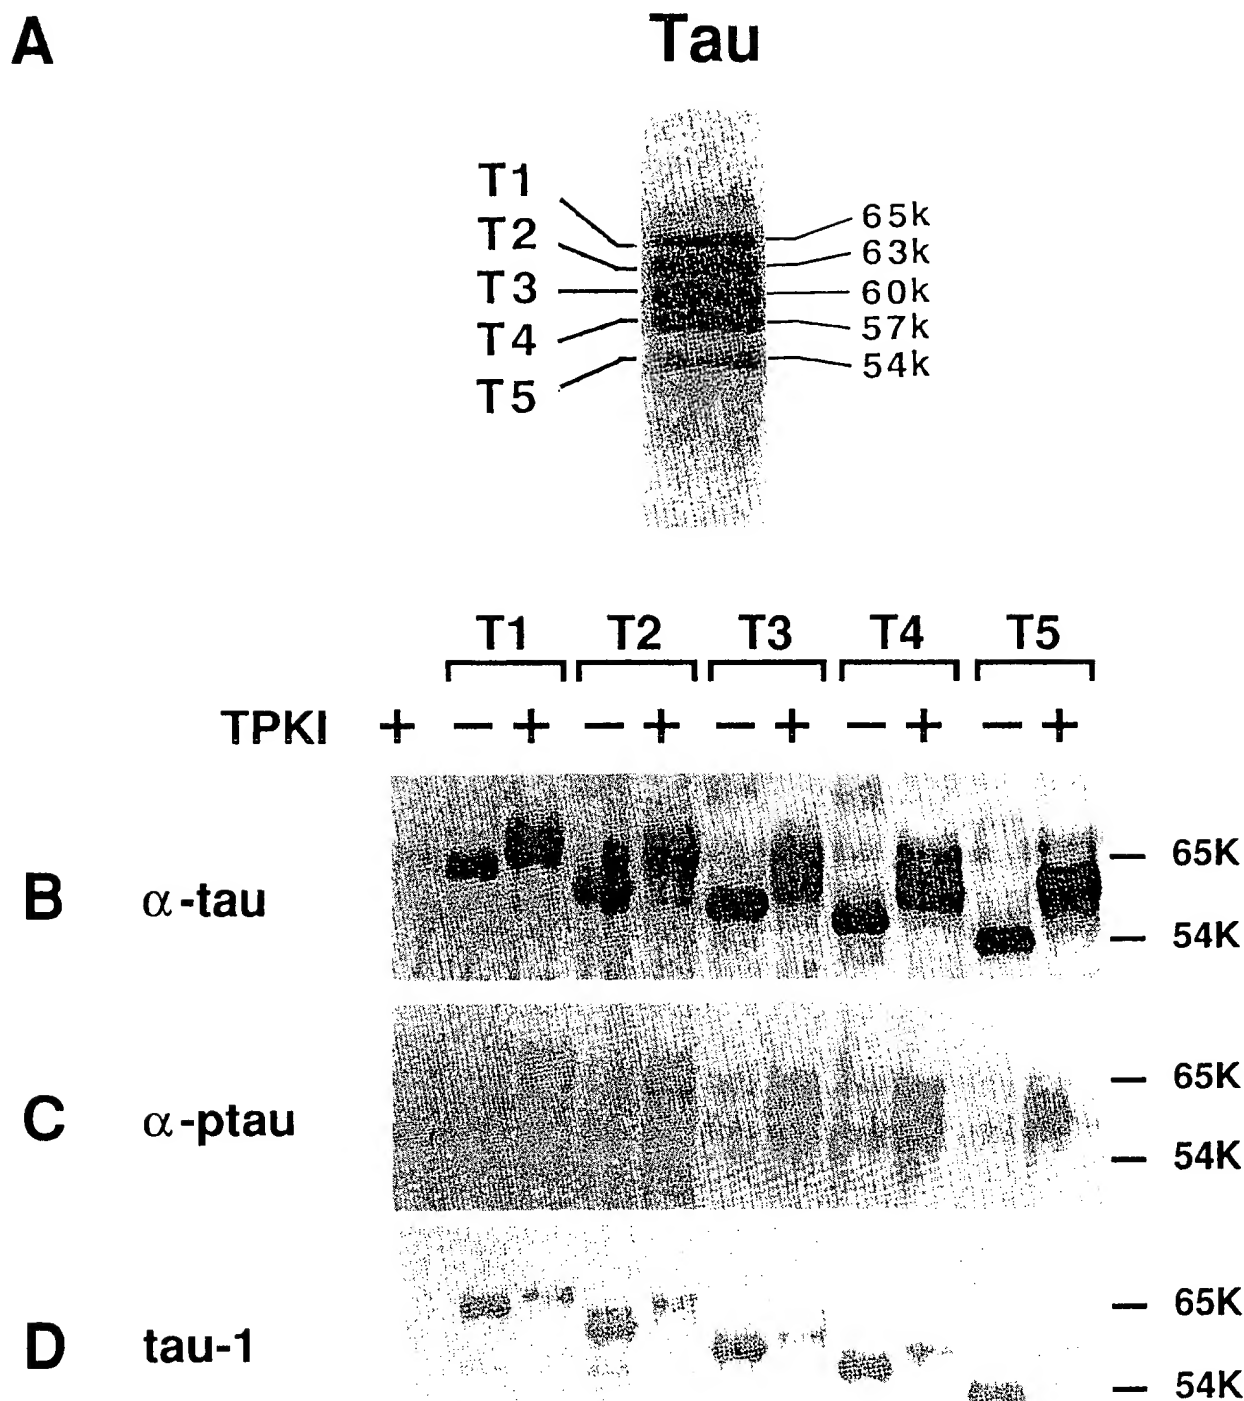 A
Tau
T1
T2
T3
T4
T5
65k
63k
60k
57k
54k
T1 T2 T3 T4 T5
TPKI + − + − + − + − + − +
B α-tau 65K
54K
C α-ptau 65K
54K
D tau-1 65K
54K